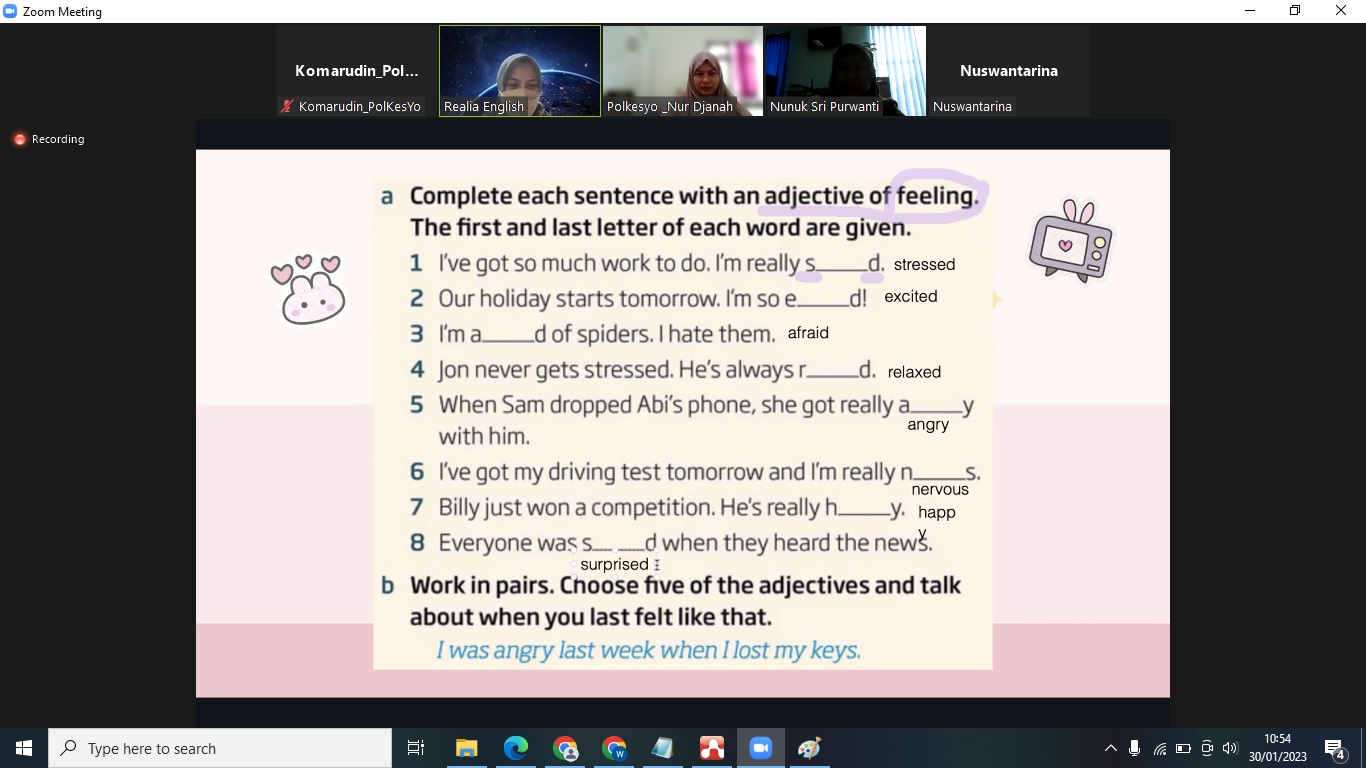 Zoom Meeting
Komarudin_Pol...
Nuswantarina
Komarudin_PolKesYo
Realia English
Polkesyo _Nur Djanah
Nunuk Sri Purwanti
Nuswantarina
Recording
a Complete each sentence with an adjective of feeling.
The first and last letter of each word are given.
1 I've got so much work to do. I'm really s_____d. stressed
2 Our holiday starts tomorrow. I'm so e_____d! excited
3 I'm a_____d of spiders. I hate them. afraid
4 Jon never gets stressed. He's always r_____d. relaxed
5 When Sam dropped Abi's phone, she got really a_____y
angry
with him.
6 I've got my driving test tomorrow and I'm really n_____s.
nervous
7 Billy just won a competition. He's really h_____y. happ
y
8 Everyone was s_____d when they heard the news.
surprised
b Work in pairs. Choose five of the adjectives and talk
about when you last felt like that.
I was angry last week when I lost my keys.
Type here to search
W
10:54
30/01/2023
4